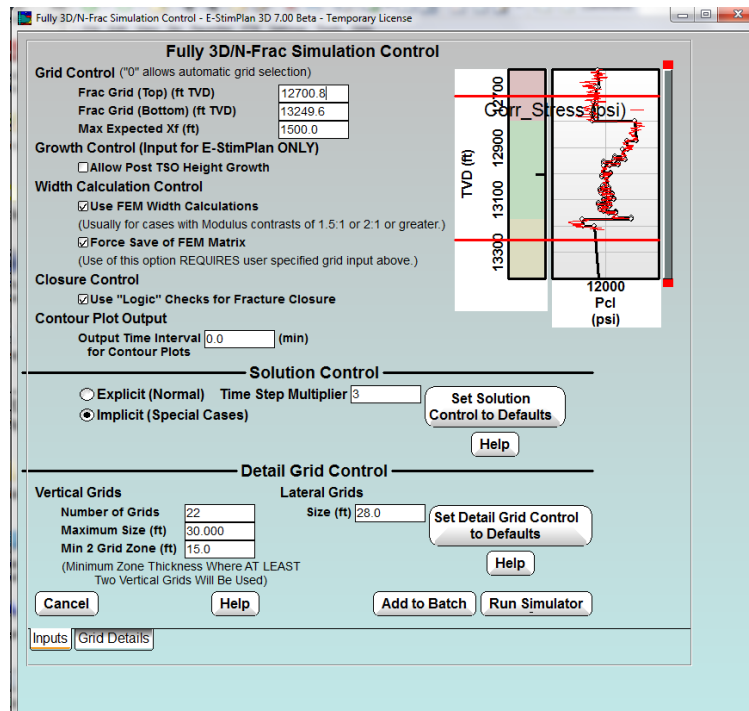 Fully 3D/N-Frac Simulation Control - E-StimPlan 3D 7.00 Beta - Temporary License
Fully 3D/N-Frac Simulation Control
Grid Control ("0" allows automatic grid selection)
Frac Grid (Top) (ft TVD) 12700.8
Frac Grid (Bottom) (ft TVD) 13249.6
Max Expected Xf (ft) 1500.0
Growth Control (Input for E-StimPlan ONLY)
Allow Post TSO Height Growth
Width Calculation Control
Use FEM Width Calculations
(Usually for cases with Modulus contrasts of 1.5:1 or 2:1 or greater.)
Force Save of FEM Matrix
(Use of this option REQUIRES user specified grid input above.)
Closure Control
Use "Logic" Checks for Fracture Closure
Contour Plot Output
Output Time Interval 0.0 (min)
for Contour Plots
TVD (ft)
12700
12900
13100
13300
Corr_Stress (psi)
12000
Pcl
(psi)
Solution Control
Explicit (Normal) Time Step Multiplier 3
Implicit (Special Cases)
Set Solution
Control to Defaults
Help
Detail Grid Control
Vertical Grids
Number of Grids 22
Maximum Size (ft) 30.000
Min 2 Grid Zone (ft) 15.0
(Minimum Zone Thickness Where AT LEAST
Two Vertical Grids Will Be Used)
Lateral Grids
Size (ft) 28.0
Set Detail Grid Control
to Defaults
Help
Cancel Help Add to Batch Run Simulator
Inputs Grid Details